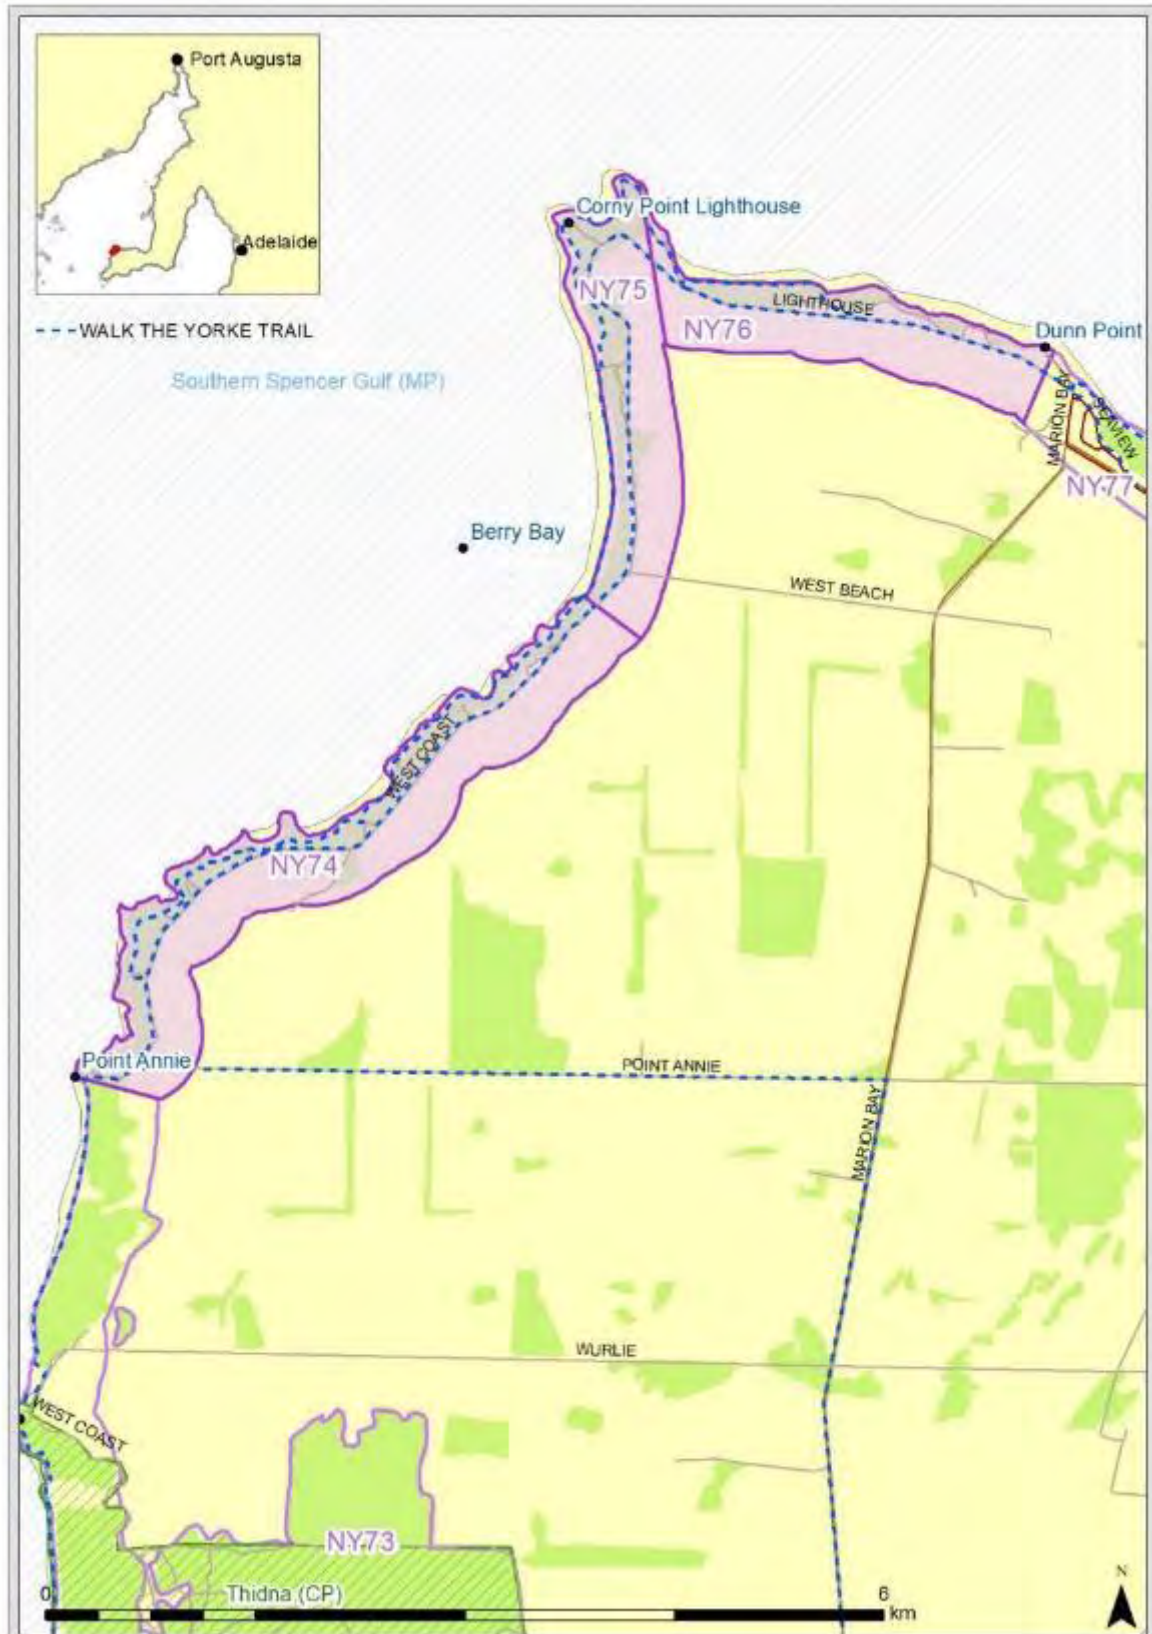 Port Augusta
Adelaide
WALK THE YORKE TRAIL
Southern Spencer Gulf (MP)
Corny Point Lighthouse
NY75
LIGHTHOUSE
NY76
Dunn Point
MARION BAY
SEAVIEW
NY77
Berry Bay
WEST BEACH
WEST COAST
NY74
Point Annie
POINT ANNIE
MARION BAY
WURLIE
WEST COAST
NY73
Thidna (CP)
0
6
km
N